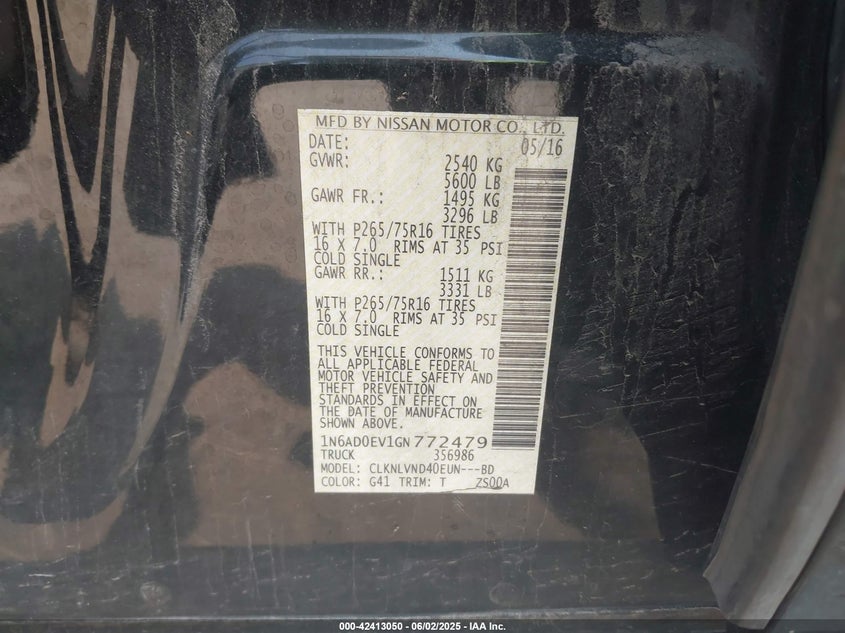 MFD BY NISSAN MOTOR CO., LTD.
DATE: 05/16
GVWR: 2540 KG
5600 LB
GAWR FR.: 1495 KG
3296 LB
WITH P265/75R16 TIRES
16 X 7.0 RIMS AT 35 PSI
COLD SINGLE
GAWR RR.: 1511 KG
3331 LB
WITH P265/75R16 TIRES
16 X 7.0 RIMS AT 35 PSI
COLD SINGLE
THIS VEHICLE CONFORMS TO
ALL APPLICABLE FEDERAL
MOTOR VEHICLE SAFETY AND
THEFT PREVENTION
STANDARDS IN EFFECT ON
THE DATE OF MANUFACTURE
SHOWN ABOVE.
1N6AD0EV1GN772479
TRUCK 356986
MODEL: CLKNLVND40EUN---BD
COLOR: G41 TRIM: T ZS00A
000-42413050 - 06/02/2025 - IAA Inc.